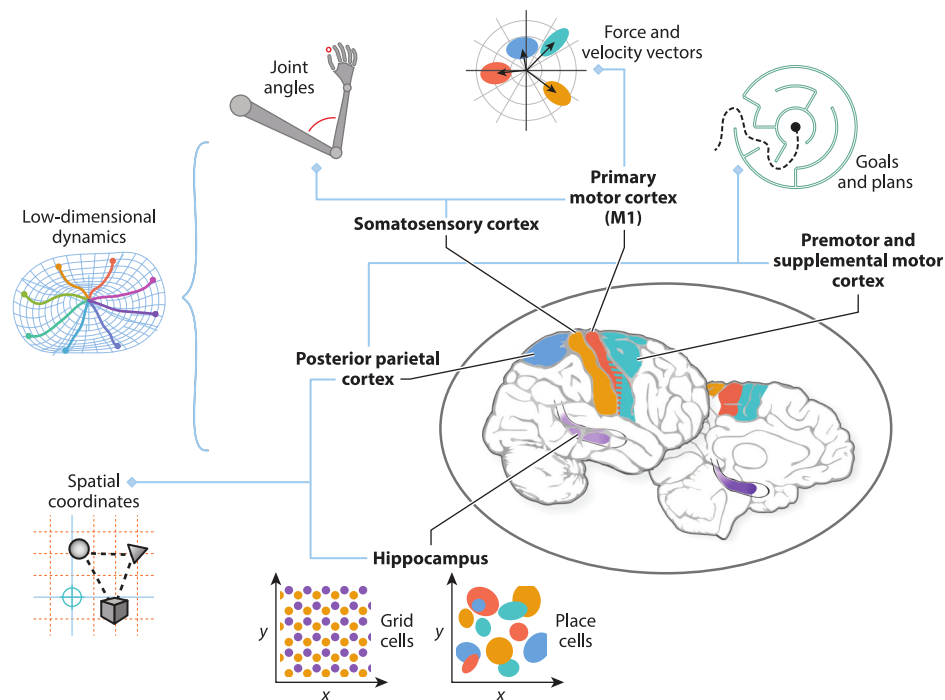 Joint
angles
Force and
velocity vectors
Goals
and plans
Low-dimensional
dynamics
Primary
motor cortex
(M1)
Somatosensory cortex
Premotor and
supplemental motor
cortex
Posterior parietal
cortex
Spatial
coordinates
Hippocampus
y
x
Grid
cells
y
x
Place
cells